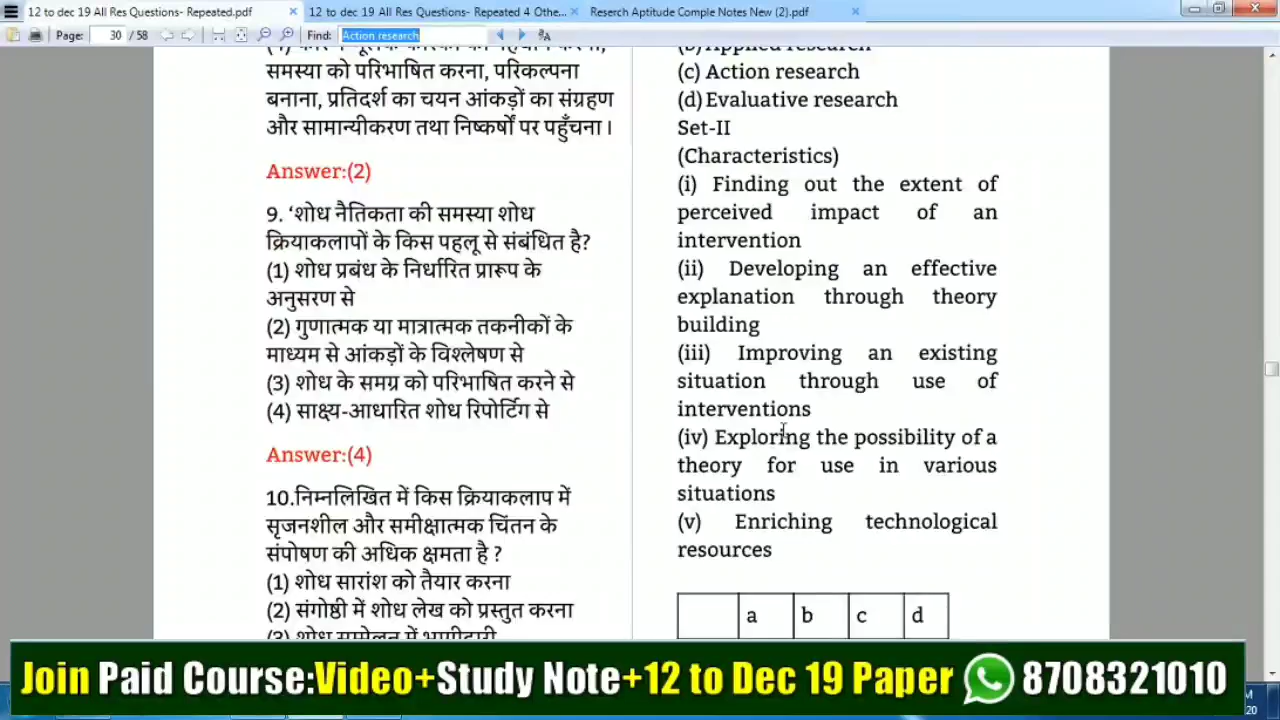 12 to dec 19 All Res Questions- Repeated.pdf
12 to dec 19 All Res Questions- Repeated 4 Othe...
Reserch Aptitude Comple Notes New (2).pdf
Page: 30 / 58
Find: Action research
समस्या को परिभाषित करना, परिकल्पना
बनाना, प्रतिदर्श का चयन आंकड़ों का संग्रहण
और सामान्यीकरण तथा निष्कर्षों पर पहुँचना ।
Answer:(2)
9. ‘शोध नैतिकता की समस्या शोध
क्रियाकलापों के किस पहलू से संबंधित है?
(1) शोध प्रबंध के निर्धारित प्रारूप के
अनुसरण से
(2) गुणात्मक या मात्रात्मक तकनीकों के
माध्यम से आंकड़ों के विश्लेषण से
(3) शोध के समग्र को परिभाषित करने से
(4) साक्ष्य-आधारित शोध रिपोर्टिंग से
Answer:(4)
10.निम्नलिखित में किस क्रियाकलाप में
सृजनशील और समीक्षात्मक चिंतन के
संपोषण की अधिक क्षमता है ?
(1) शोध सारांश को तैयार करना
(2) संगोष्ठी में शोध लेख को प्रस्तुत करना
(3) शोध सम्मेलन में भागीदारी
(b) Applied research
(c) Action research
(d) Evaluative research
Set-II
(Characteristics)
(i) Finding out the extent of
perceived impact of an
intervention
(ii) Developing an effective
explanation through theory
building
(iii) Improving an existing
situation through use of
interventions
(iv) Exploring the possibility of a
theory for use in various
situations
(v) Enriching technological
resources
a b c d
Join Paid Course:Video+Study Note+12 to Dec 19 Paper 8708321010